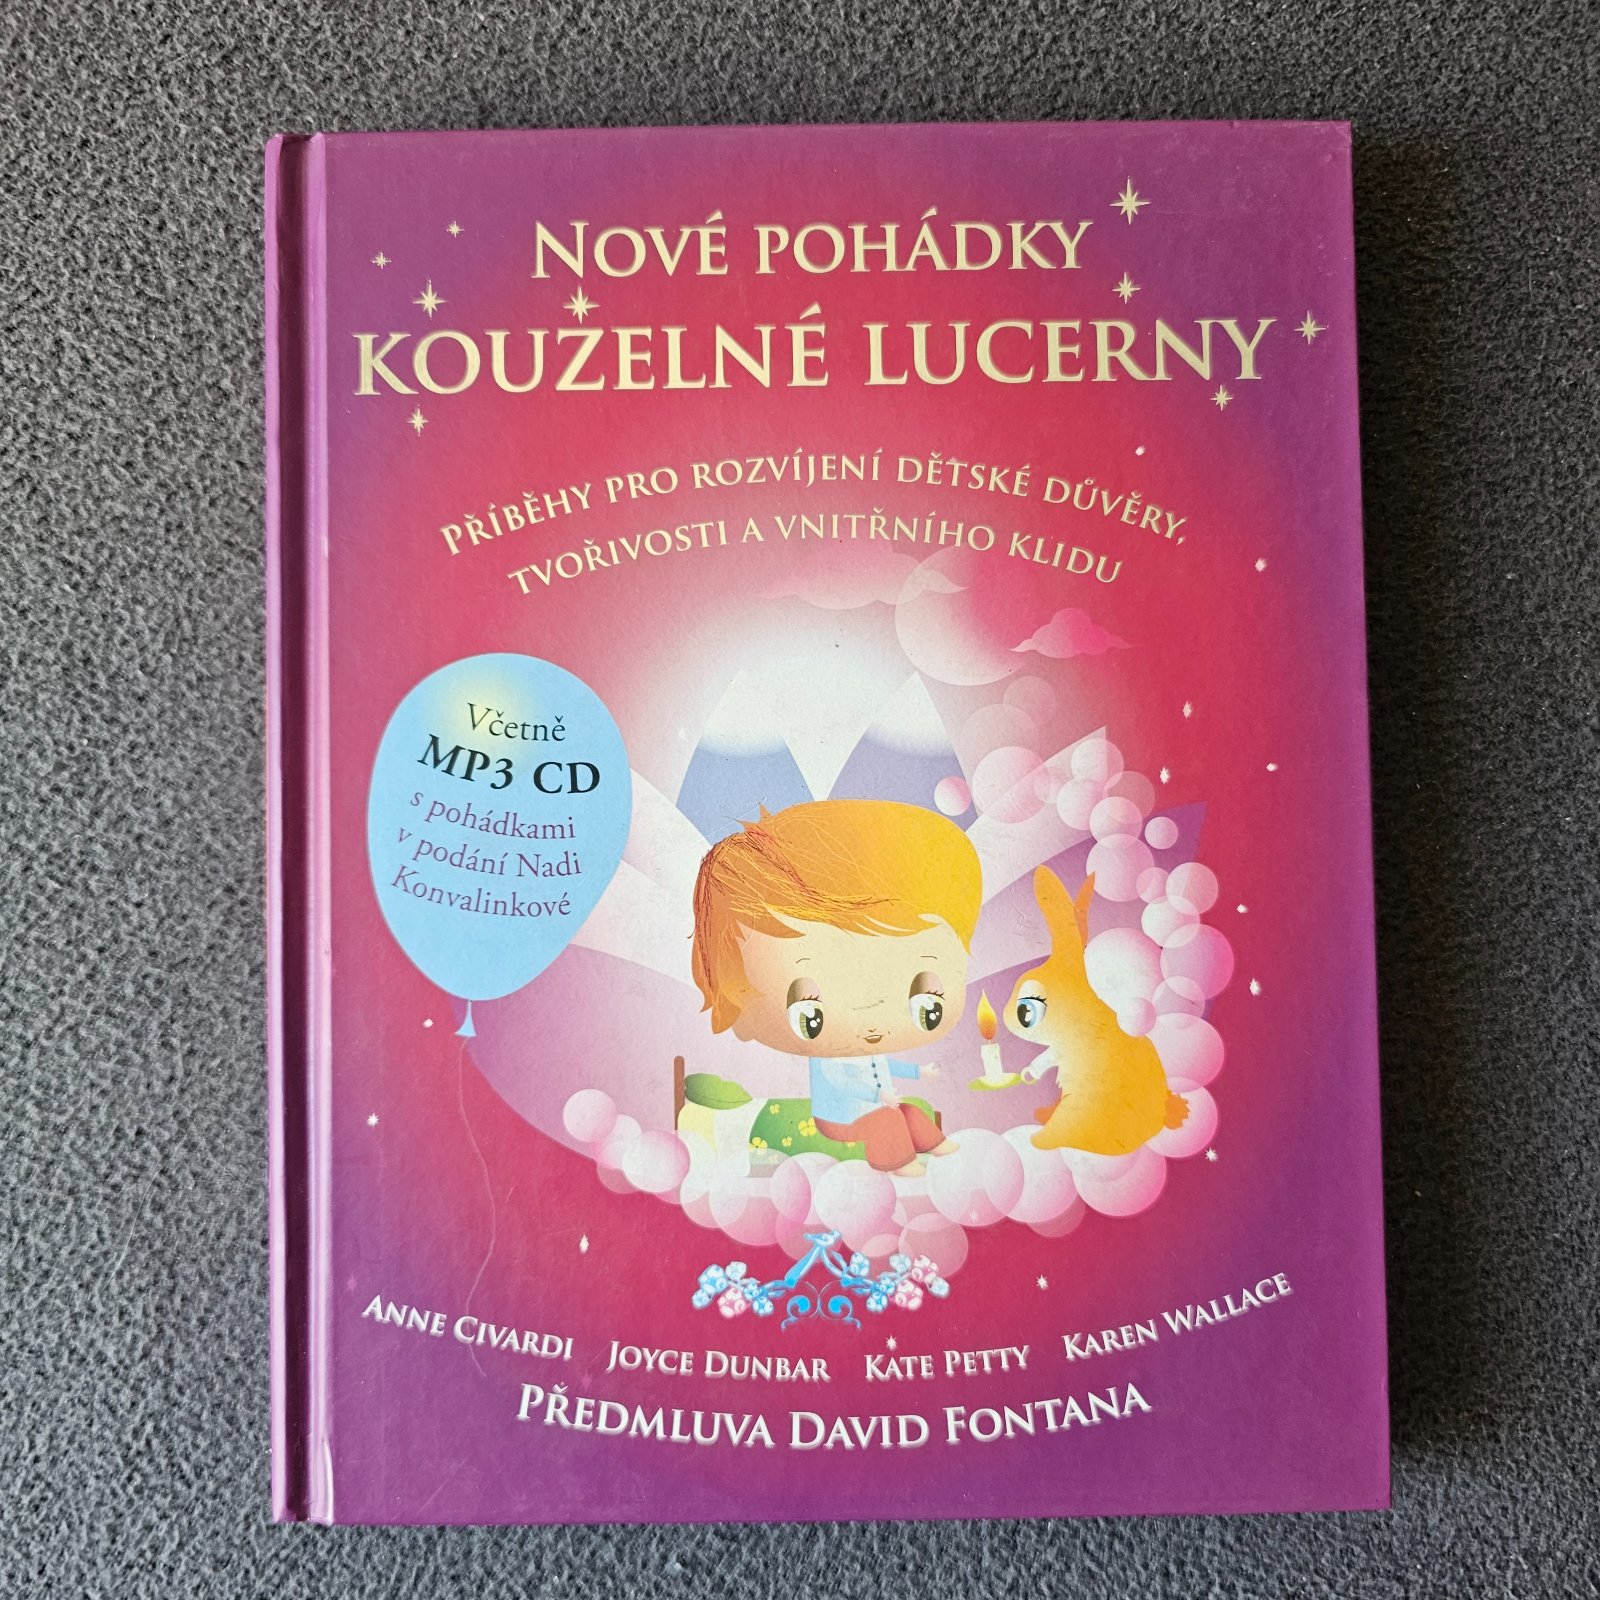 NOVÉ POHÁDKY
KOUZELNÉ LUCERNY
PŘÍBĚHY PRO ROZVÍJENÍ DĚTSKÉ DŮVĚRY,
TVOŘIVOSTI A VNITŘNÍHO KLIDU
Včetně
MP3 CD
s pohádkami
v podání Nadi
Konvalinkové
ANNE CIVARDI JOYCE DUNBAR KATE PETTY KAREN WALLACE
PŘEDMLUVA DAVID FONTANA